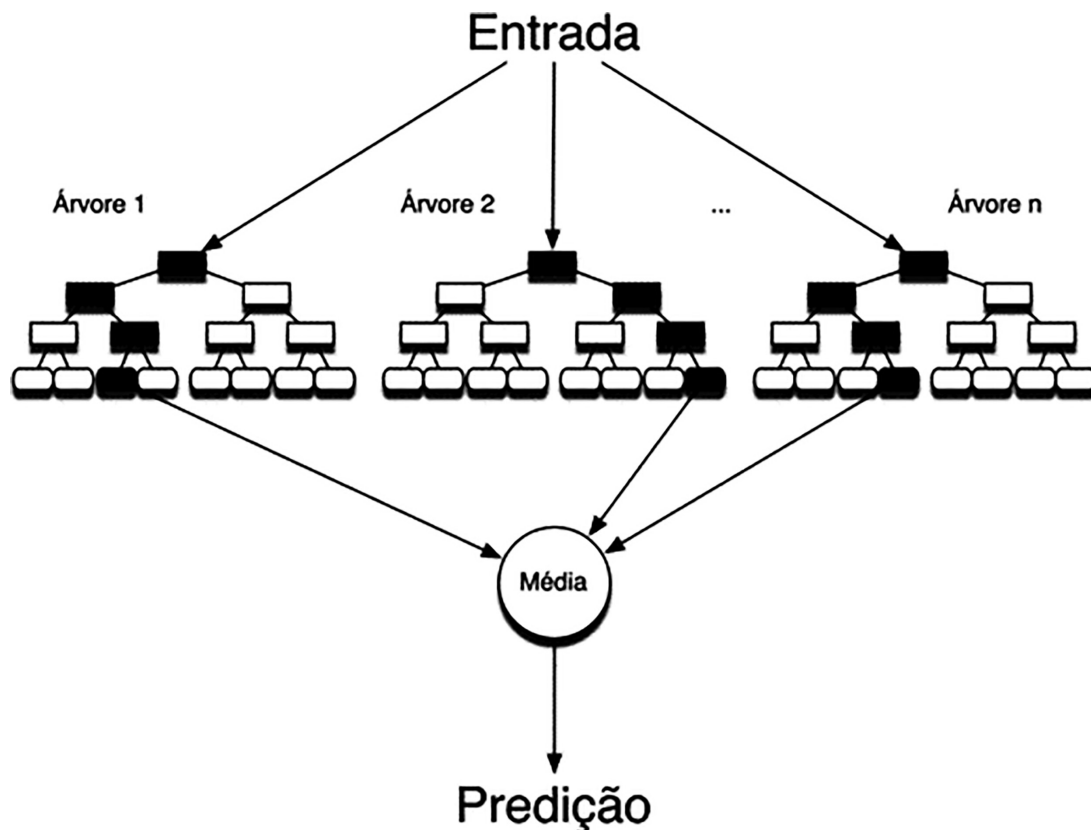 Entrada
Árvore 1
Árvore 2
...
Árvore n
Média
Predição